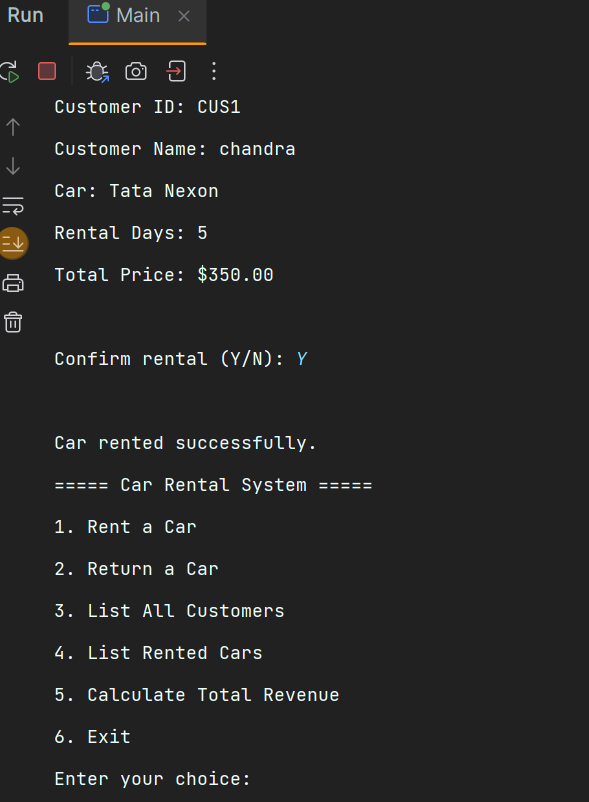 Run
Main
Customer ID: CUS1
Customer Name: chandra
Car: Tata Nexon
Rental Days: 5
Total Price: $350.00
Confirm rental (Y/N): Y
Car rented successfully.
===== Car Rental System =====
1. Rent a Car
2. Return a Car
3. List All Customers
4. List Rented Cars
5. Calculate Total Revenue
6. Exit
Enter your choice: